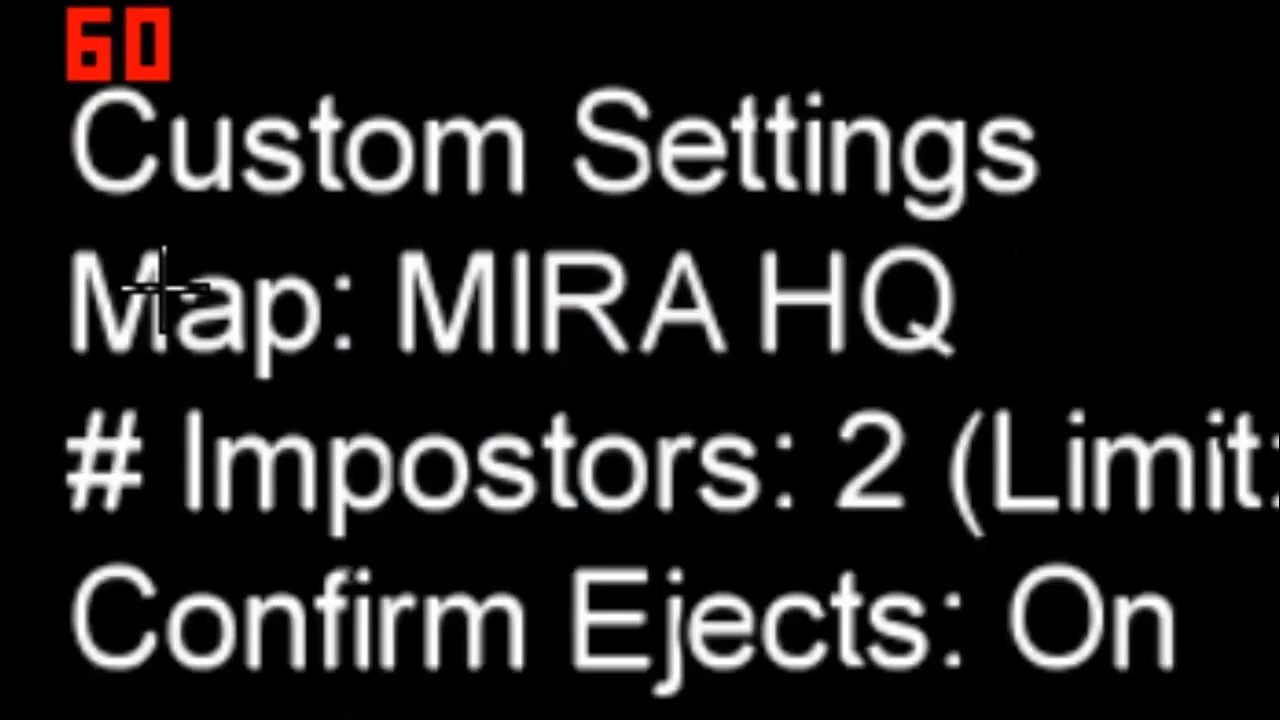 60
Custom Settings
Map: MIRA HQ
# Impostors: 2 (Limit:
Confirm Ejects: On